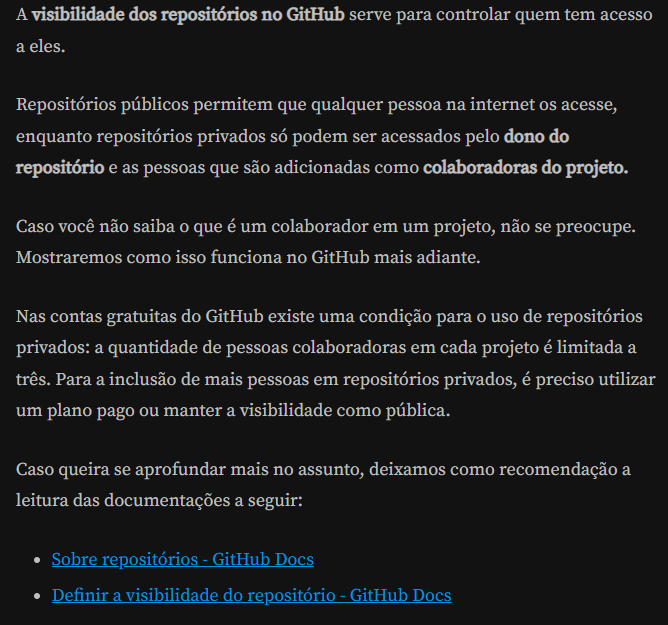 A visibilidade dos repositórios no GitHub serve para controlar quem tem acesso
a eles.
Repositórios públicos permitem que qualquer pessoa na internet os acesse,
enquanto repositórios privados só podem ser acessados pelo dono do
repositório e as pessoas que são adicionadas como colaboradoras do projeto.
Caso você não saiba o que é um colaborador em um projeto, não se preocupe.
Mostraremos como isso funciona no GitHub mais adiante.
Nas contas gratuitas do GitHub existe uma condição para o uso de repositórios
privados: a quantidade de pessoas colaboradoras em cada projeto é limitada a
três. Para a inclusão de mais pessoas em repositórios privados, é preciso utilizar
um plano pago ou manter a visibilidade como pública.
Caso queira se aprofundar mais no assunto, deixamos como recomendação a
leitura das documentações a seguir:
• Sobre repositórios - GitHub Docs
• Definir a visibilidade do repositório - GitHub Docs